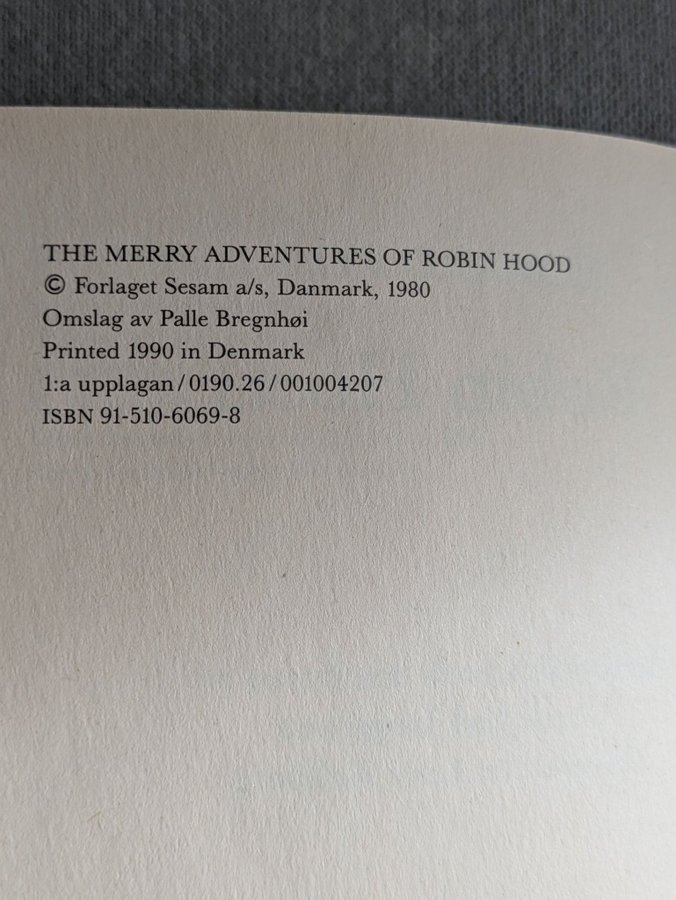 THE MERRY ADVENTURES OF ROBIN HOOD
© Forlaget Sesam a/s, Danmark, 1980
Omslag av Palle Bregnhøi
Printed 1990 in Denmark
1:a upplagan/0190.26/001004207
ISBN 91-510-6069-8